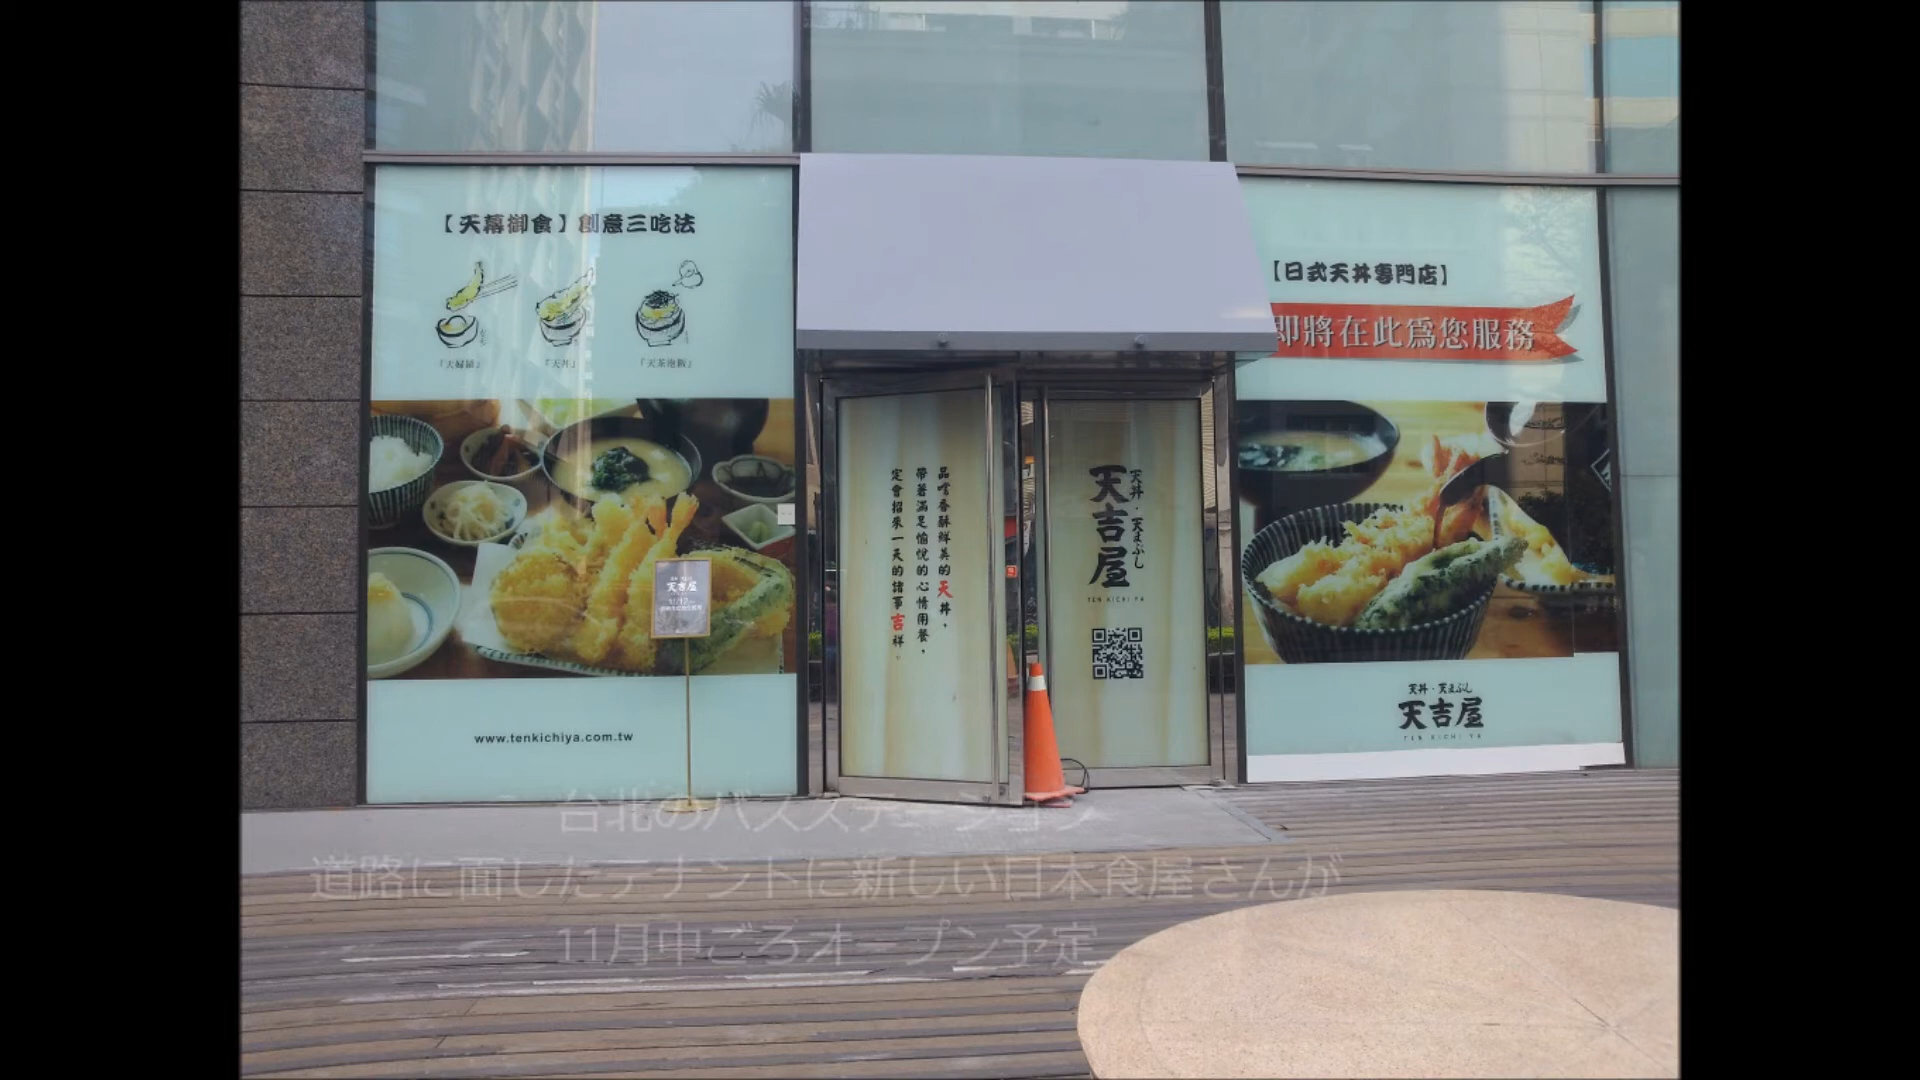 【天幕御食】創意三吃法
『天婦羅』
『天丼』
『天茶泡飯』
www.tenkichiya.com.tw
天吉屋
品嚐香酥鮮美的天丼，
帶著滿足愉悅的心情用餐，
定會招來一天的諸事吉祥。
天丼・天まぶし
天吉屋
TEN KICHI YA
【日式天丼專門店】
即將在此為您服務
天丼・天まぶし
天吉屋
TEN KICHI YA
台北のバスステーション
道路に面したテナントに新しい日本食屋さんが
11月中ごろオープン予定